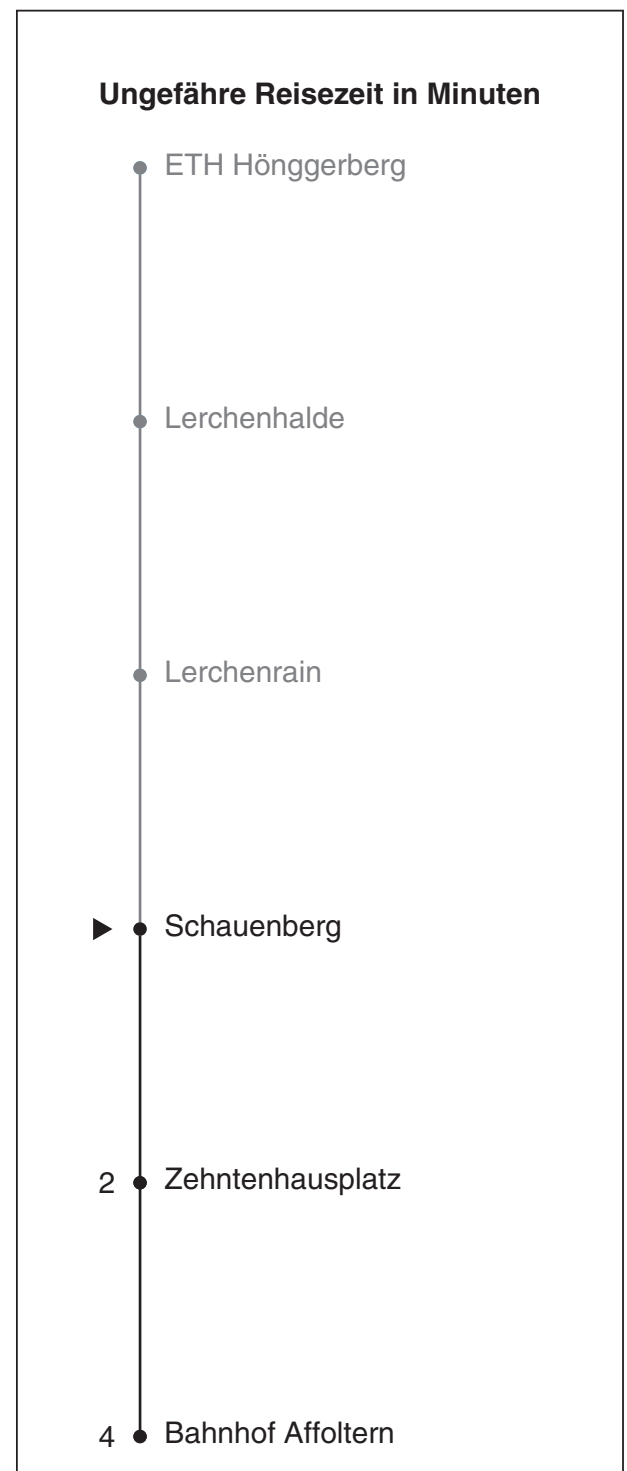 Ungefähre Reisezeit in Minuten
ETH Hönggerberg
Lerchenhalde
Lerchenrain
Schauenberg
2 Zehntenhausplatz
4 Bahnhof Affoltern